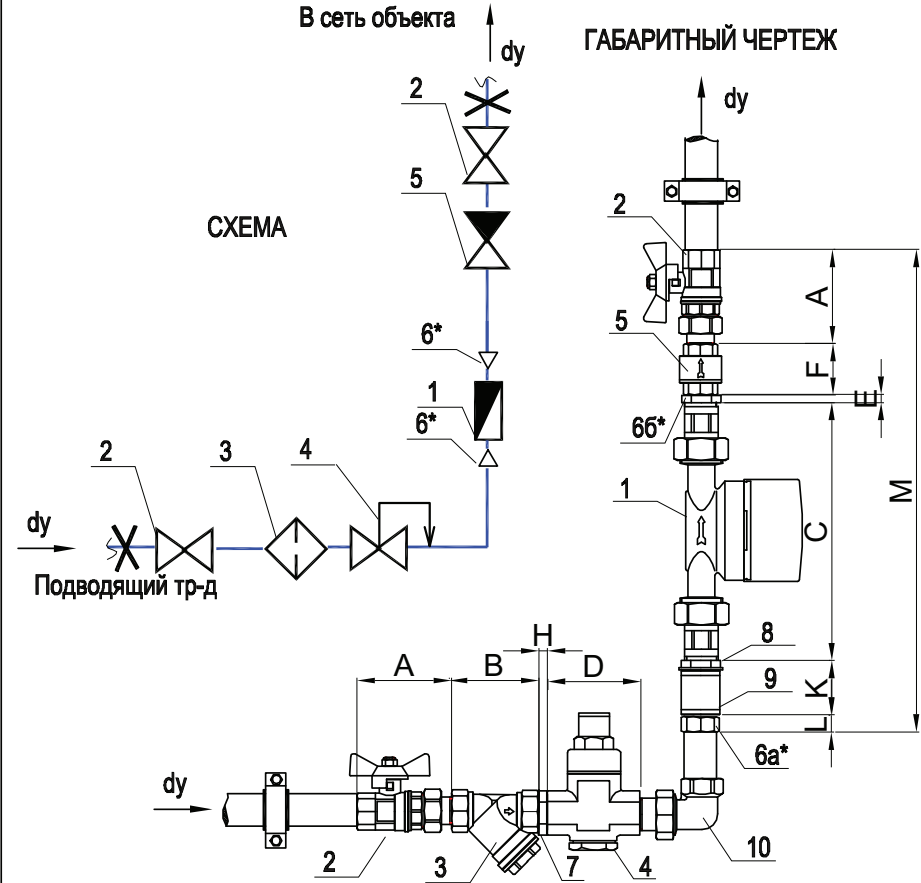 В сеть объекта
dy
ГАБАРИТНЫЙ ЧЕРТЕЖ
2
dy
5
2
СХЕМА
A
5
F
E
6*
6б*
1
6*
M
1
2
3
4
C
dy
Подводящий тр-д
H
8
A
B
D
9
K
L
6а*
dy
2
3
7
4
10